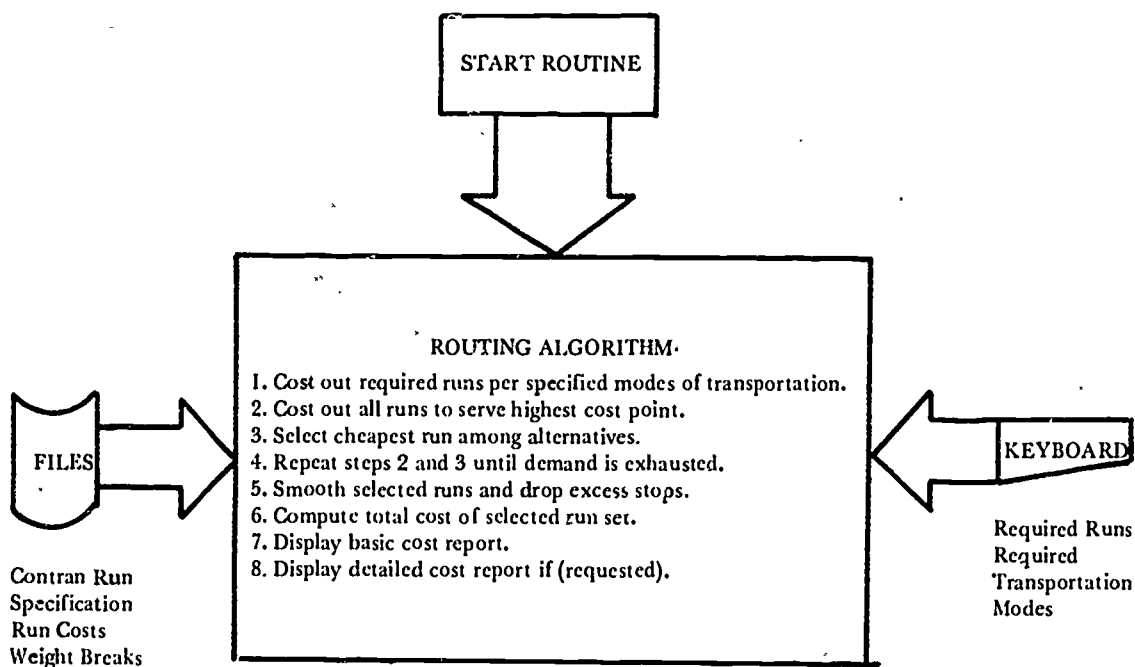 START ROUTINE
ROUTING ALGORITHM
1. Cost out required runs per specified modes of transportation.
2. Cost out all runs to serve highest cost point.
3. Select cheapest run among alternatives.
4. Repeat steps 2 and 3 until demand is exhausted.
5. Smooth selected runs and drop excess stops.
6. Compute total cost of selected run set.
7. Display basic cost report.
8. Display detailed cost report if (requested).
FILES
Contran Run
Specification
Run Costs
Weight Breaks
KEYBOARD
Required Runs
Required
Transportation
Modes